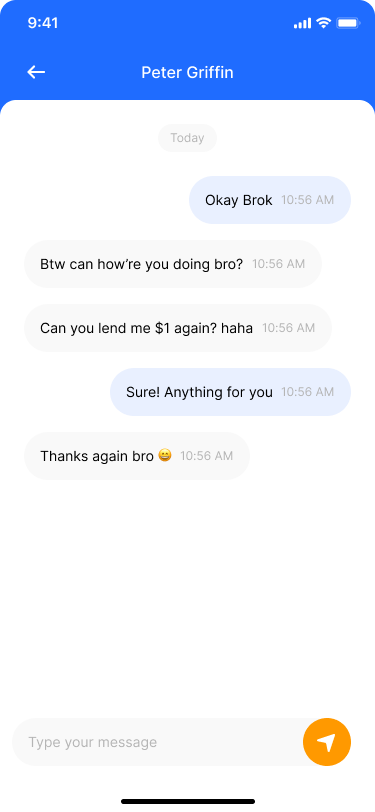 9:41
Peter Griffin
Today
Okay Brok 10:56 AM
Btw can how’re you doing bro? 10:56 AM
Can you lend me $1 again? haha 10:56 AM
Sure! Anything for you 10:56 AM
Thanks again bro 😄 10:56 AM
Type your message